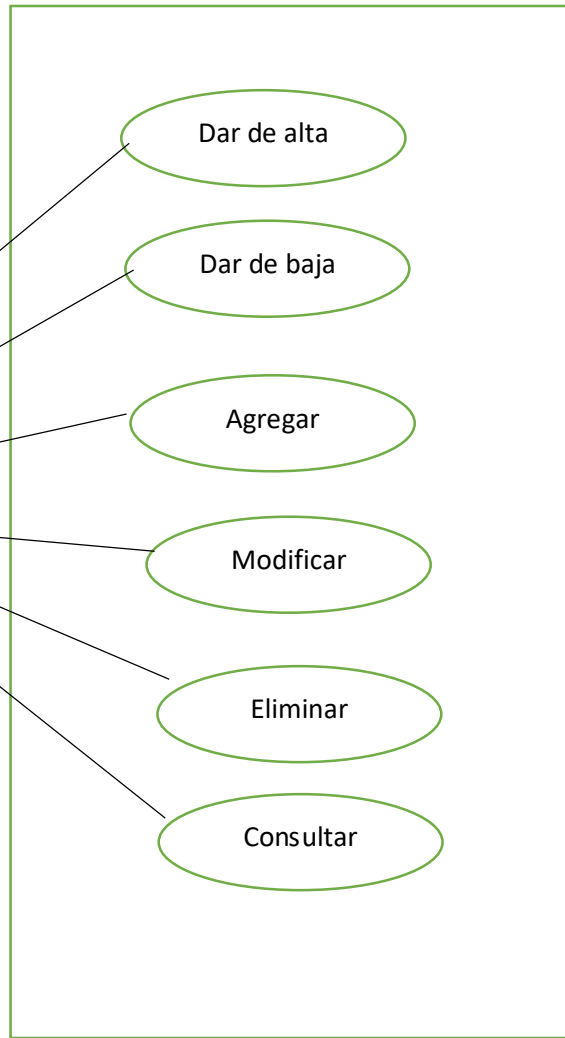 Dar de alta
Dar de baja
Agregar
Modificar
Eliminar
Consultar